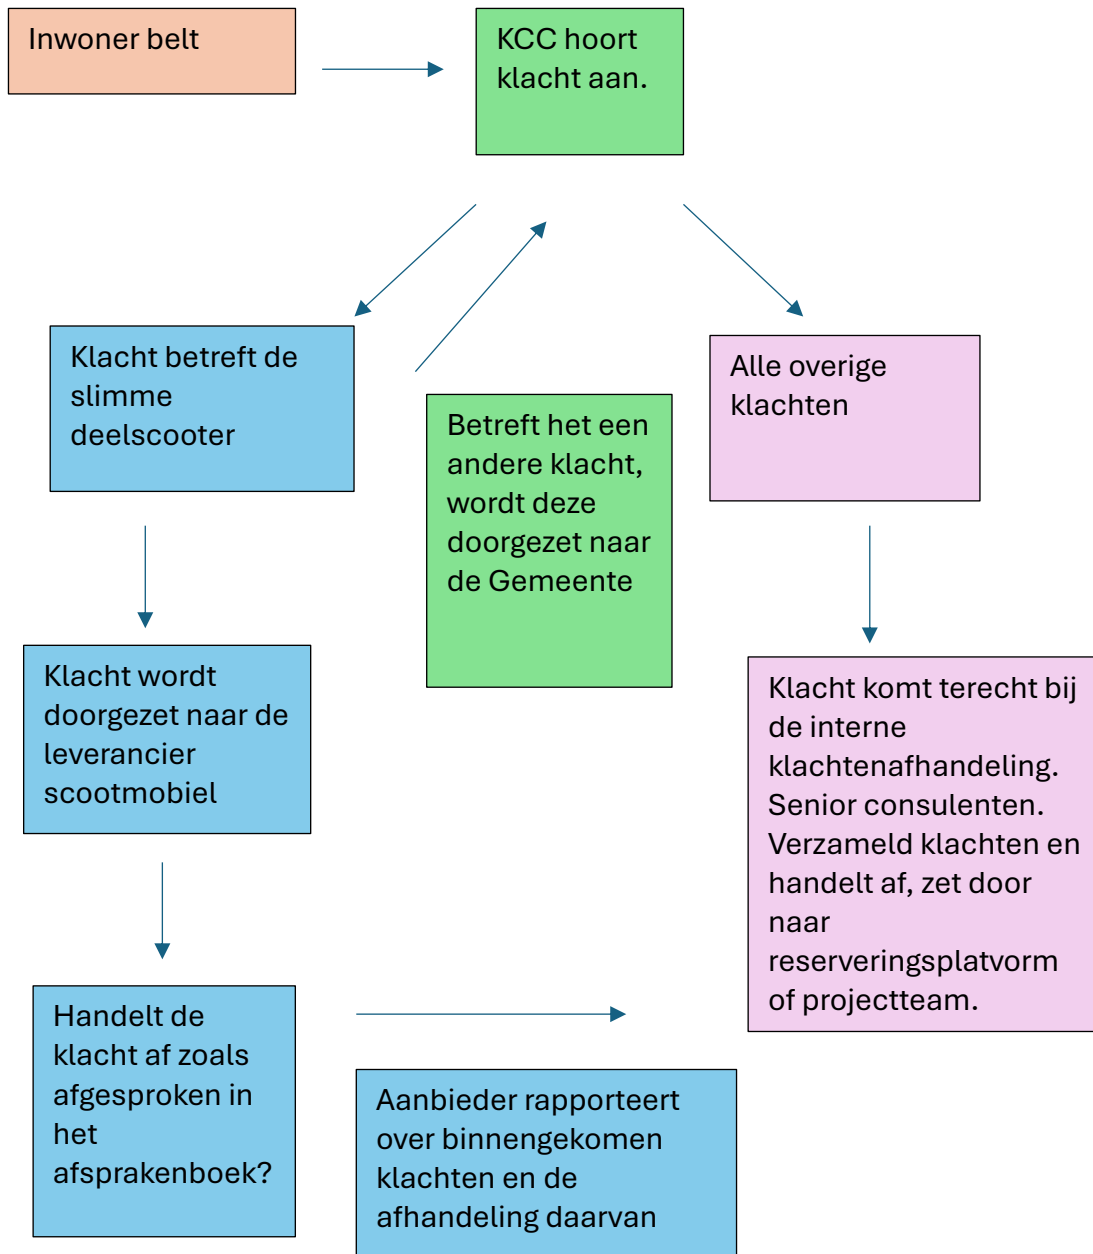 Inwoner belt
KCC hoort
klacht aan.
Klacht betreft de
slimme
deelscooter
Betreft het een
andere klacht,
wordt deze
doorgezet naar
de Gemeente
Alle overige
klachten
Klacht wordt
doorgezet naar de
leverancier
scootmobiel
Klacht komt terecht bij
de interne
klachtenafhandeling.
Senior consulenten.
Verzameld klachten en
handelt af, zet door
naar
reserveringsplatvorm
of projectteam.
Handelt de
klacht af zoals
afgesproken in
het
afsprakenboek?
Aanbieder rapporteert
over binnengekomen
klachten en de
afhandeling daarvan